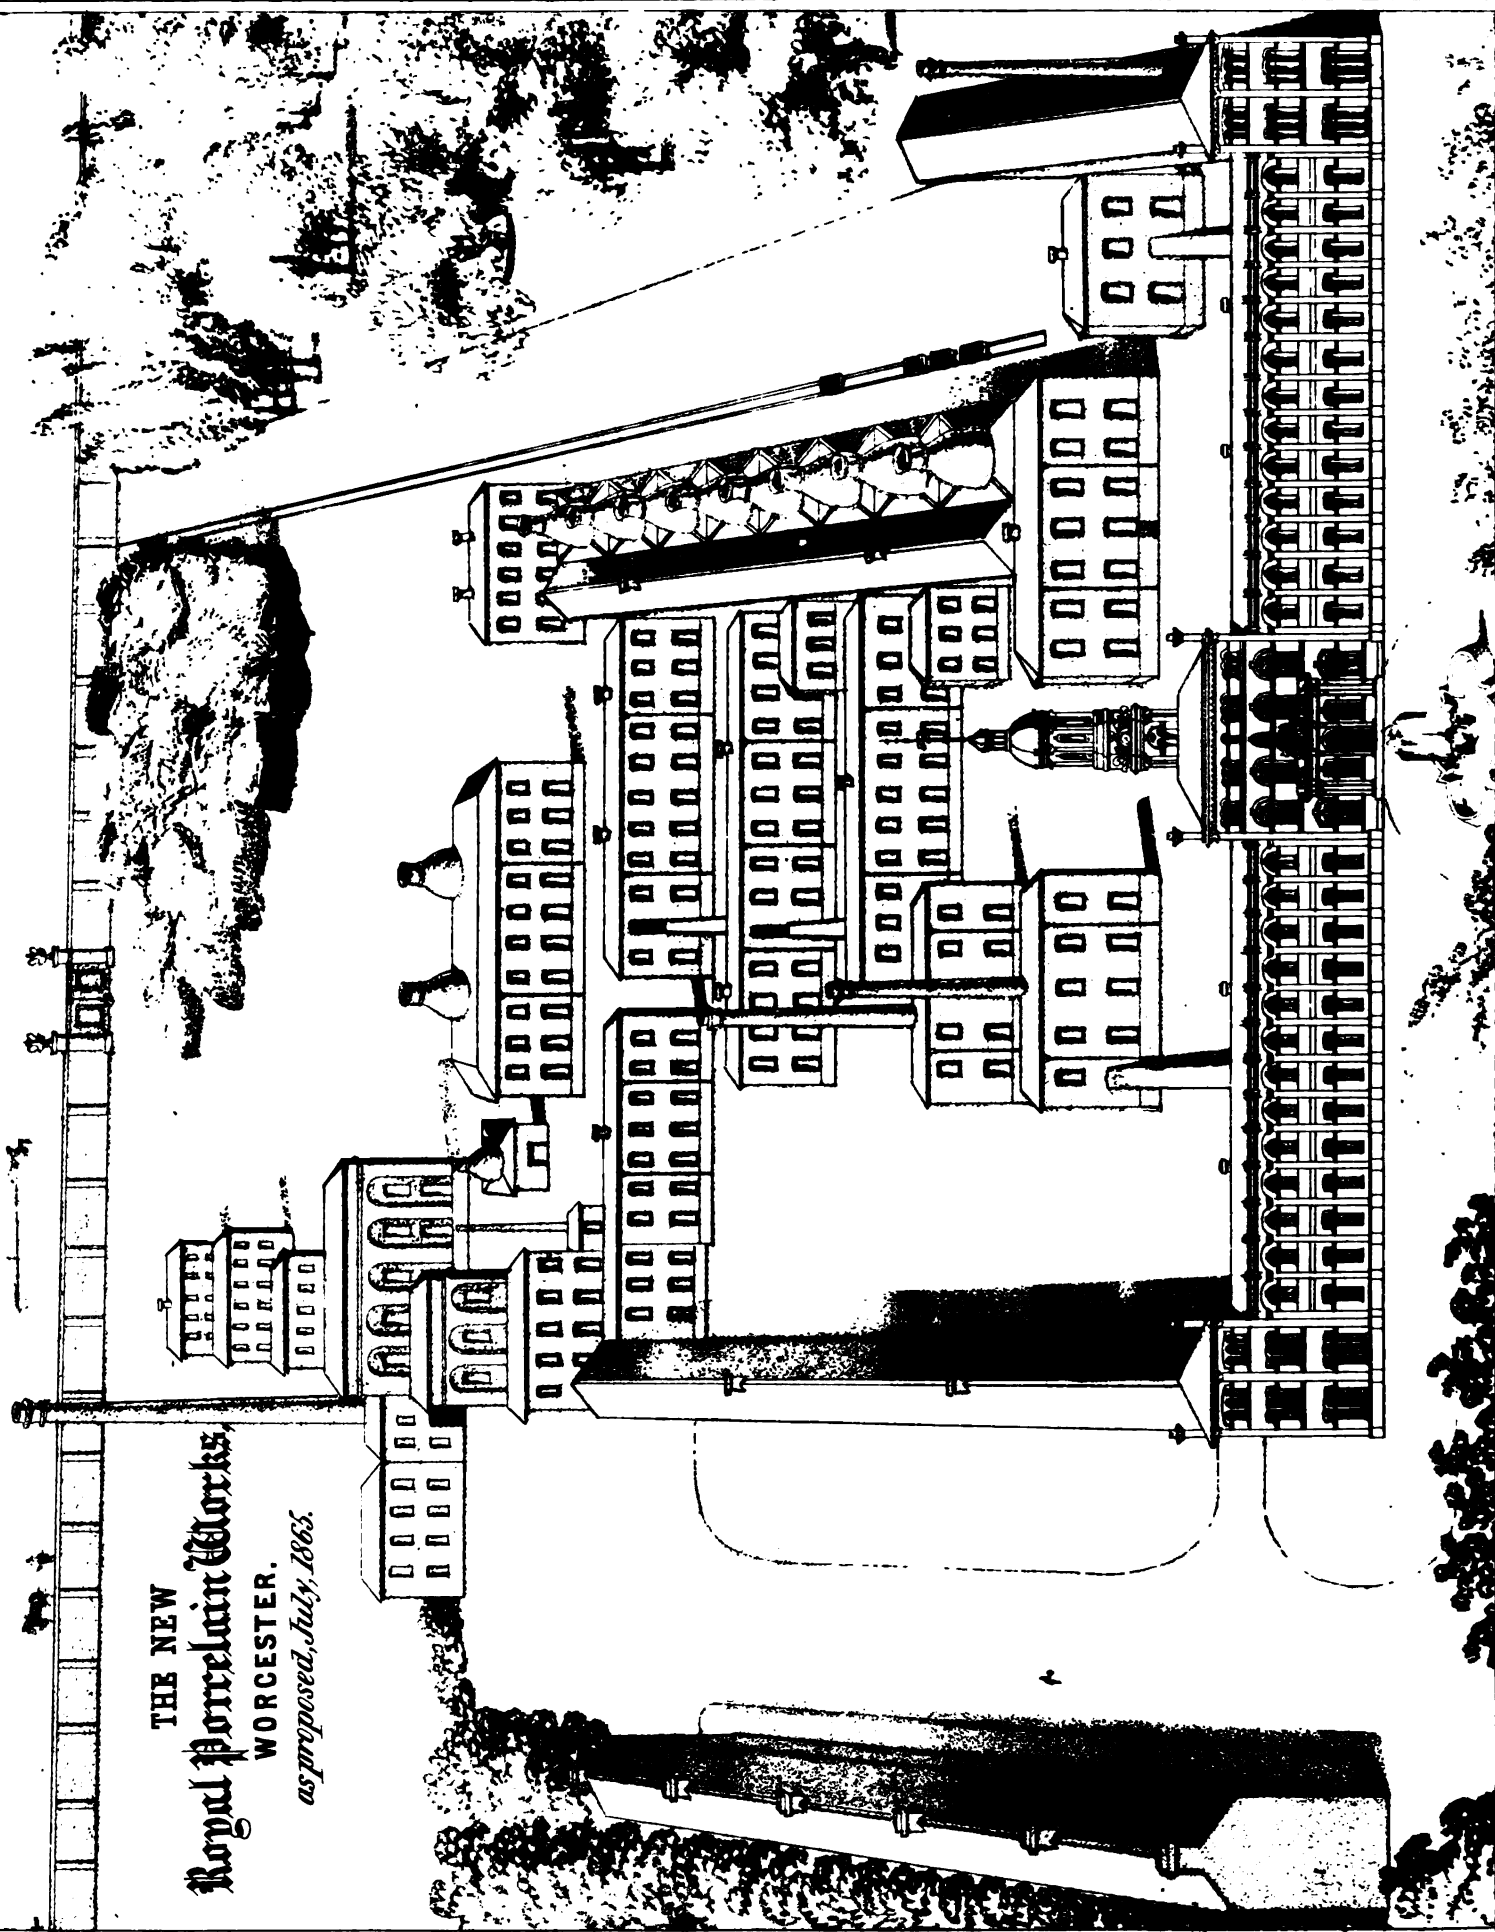 THE NEW
Royal Porcelain Works,
WORCESTER.
as proposed, July, 1865.